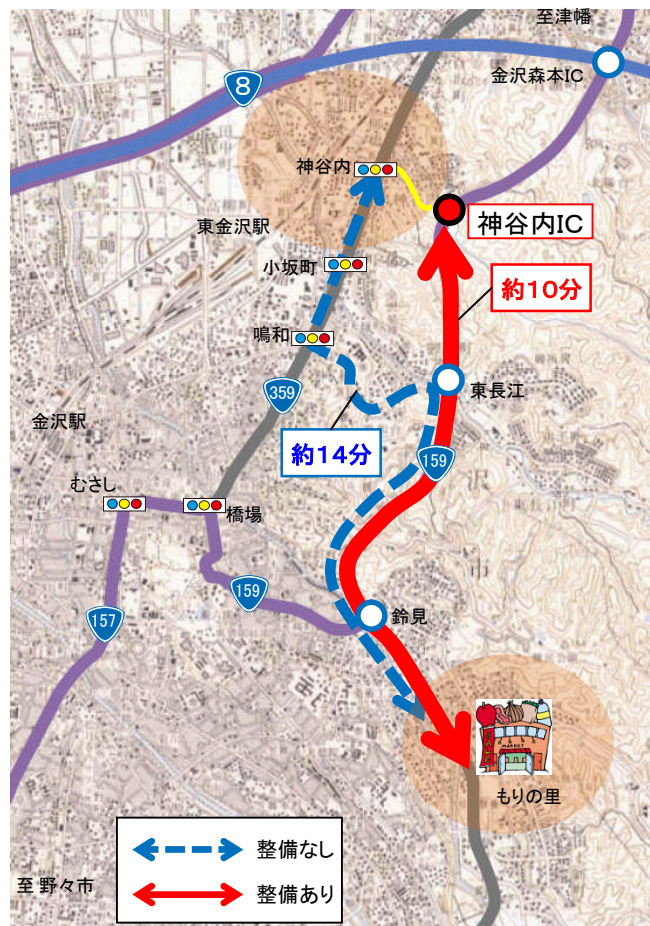 至津幡
金沢森本IC
8
神谷内
神谷内IC
東金沢駅
小坂町
約10分
鳴和
東長江
359
金沢駅
約14分
159
むさし
橋場
159
鈴見
157
MARKET
もりの里
整備なし
至 野々市
整備あり